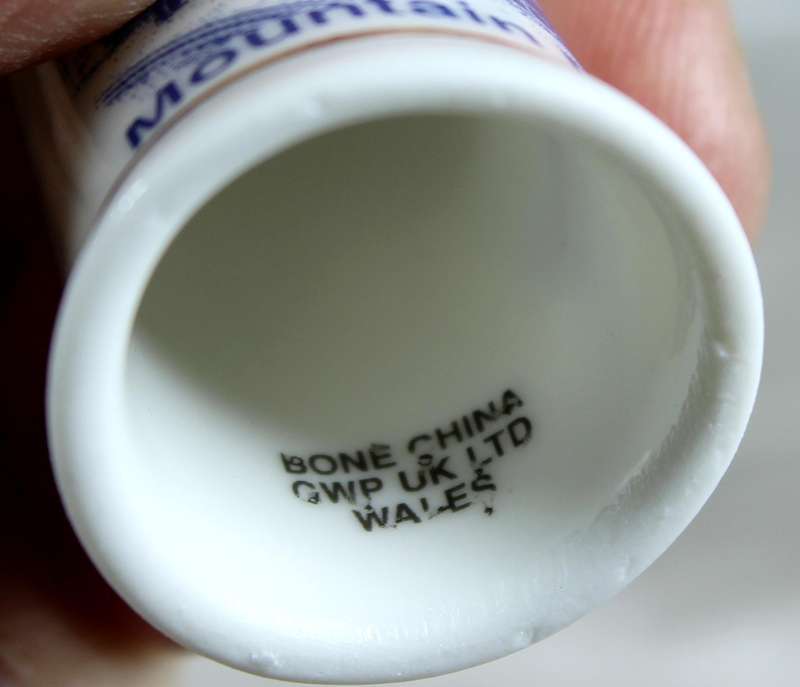 Mountain
BONE CHINA
GWP UK LTD
WALES